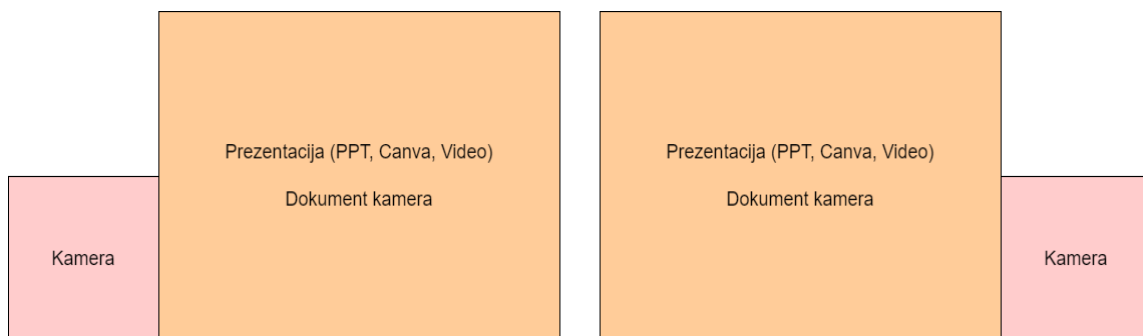 Prezentacija (PPT, Canva, Video)
Dokument kamera
Kamera
Prezentacija (PPT, Canva, Video)
Dokument kamera
Kamera